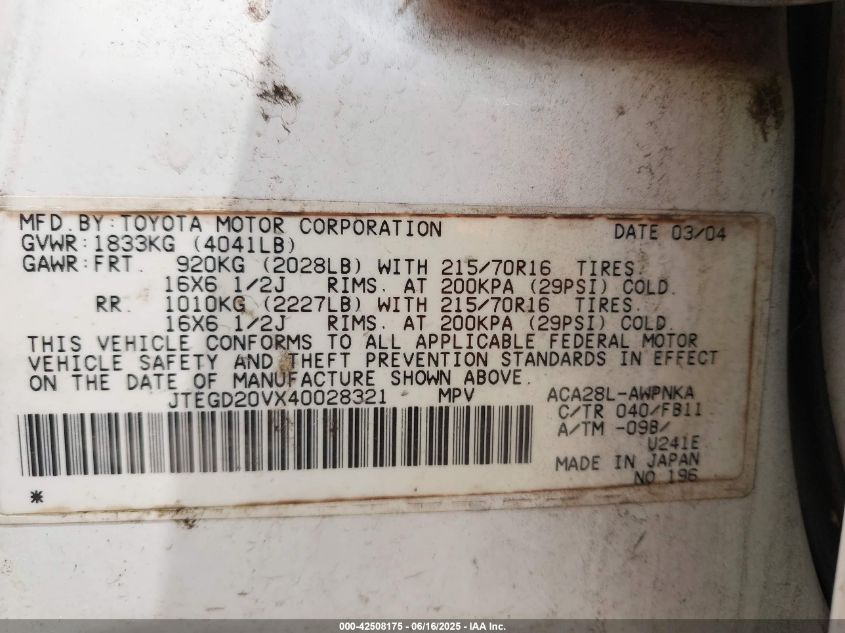 MFD.BY:TOYOTA MOTOR CORPORATION DATE 03/04
GVWR:1833KG (4041LB)
GAWR:FRT. 920KG (2028LB) WITH 215/70R16 TIRES.
16X6 1/2J RIMS. AT 200KPA (29PSI) COLD.
RR. 1010KG (2227LB) WITH 215/70R16 TIRES.
16X6 1/2J RIMS. AT 200KPA (29PSI) COLD.
THIS VEHICLE CONFORMS TO ALL APPLICABLE FEDERAL MOTOR
VEHICLE SAFETY AND THEFT PREVENTION STANDARDS IN EFFECT
ON THE DATE OF MANUFACTURE SHOWN ABOVE.
JTEGD20VX40028321 MPV ACA28L-AWPNKA
C/TR 040/FB11
A/TM -09B/
U241E
MADE IN JAPAN
*
NO 196
000-42508175 - 06/16/2025 - IAA Inc.